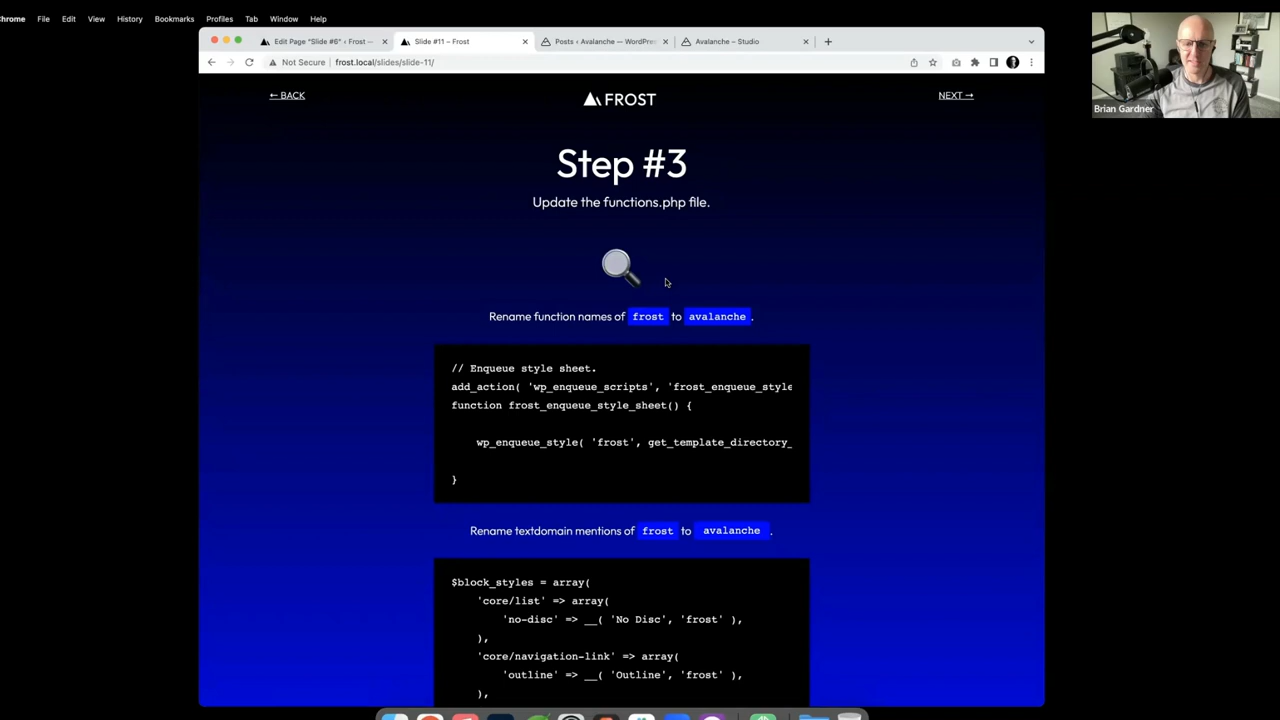 Chrome File Edit View History Bookmarks Profiles Tab Window Help
Edit Page "Slide #6" ‹ Frost —
Slide #11 – Frost
Posts ‹ Avalanche — WordPres
Avalanche – Studio
Not Secure | frost.local/slides/slide-11/
Brian Gardner
← BACK
FROST
NEXT →
Step #3
Update the functions.php file.
Rename function names of frost to avalanche.
// Enqueue style sheet.
add_action( 'wp_enqueue_scripts', 'frost_enqueue_style
function frost_enqueue_style_sheet() {
wp_enqueue_style( 'frost', get_template_directory_
}
Rename textdomain mentions of frost to avalanche .
$block_styles = array(
'core/list' => array(
'no-disc' => __( 'No Disc', 'frost' ),
),
'core/navigation-link' => array(
'outline' => __( 'Outline', 'frost' ),
),